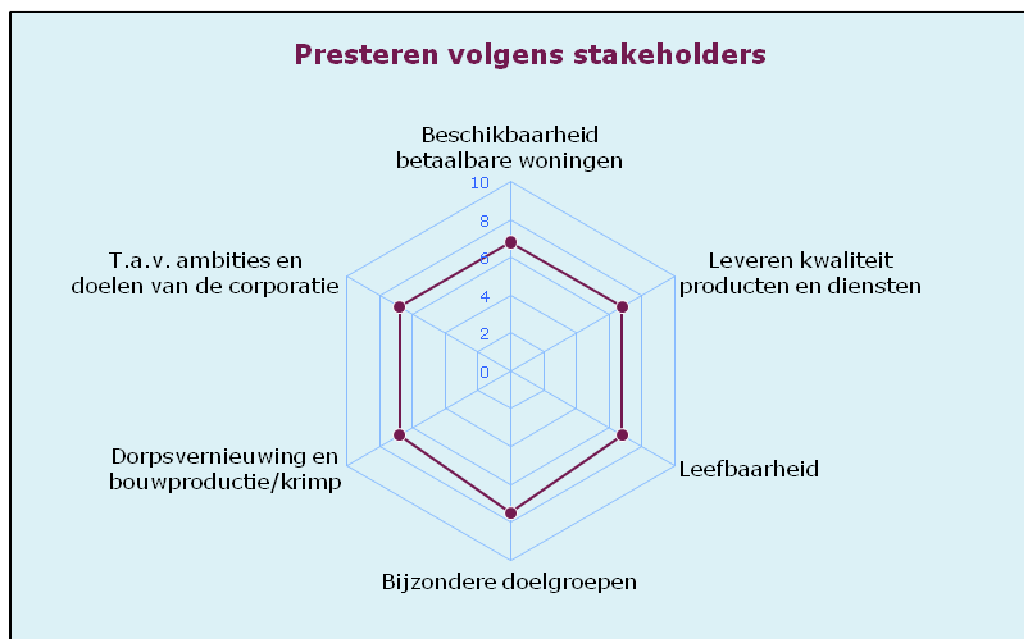 Presteren volgens stakeholders
Beschikbaarheid
betaalbare woningen
10
8
6
4
2
0
T.a.v. ambities en
doelen van de corporatie
Leveren kwaliteit
producten en diensten
Dorpsvernieuwing en
bouwproductie/krimp
Leefbaarheid
Bijzondere doelgroepen